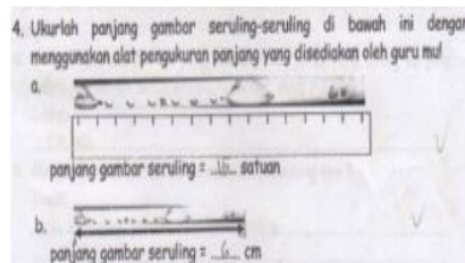 4. Ukurlah panjang gambar seruling-seruling di bawah ini dengan
menggunakan alat pengukuran panjang yang disediakan oleh guru mu!
a.
panjang gambar seruling = ...15... satuan
b.
panjang gambar seruling = ...6... cm